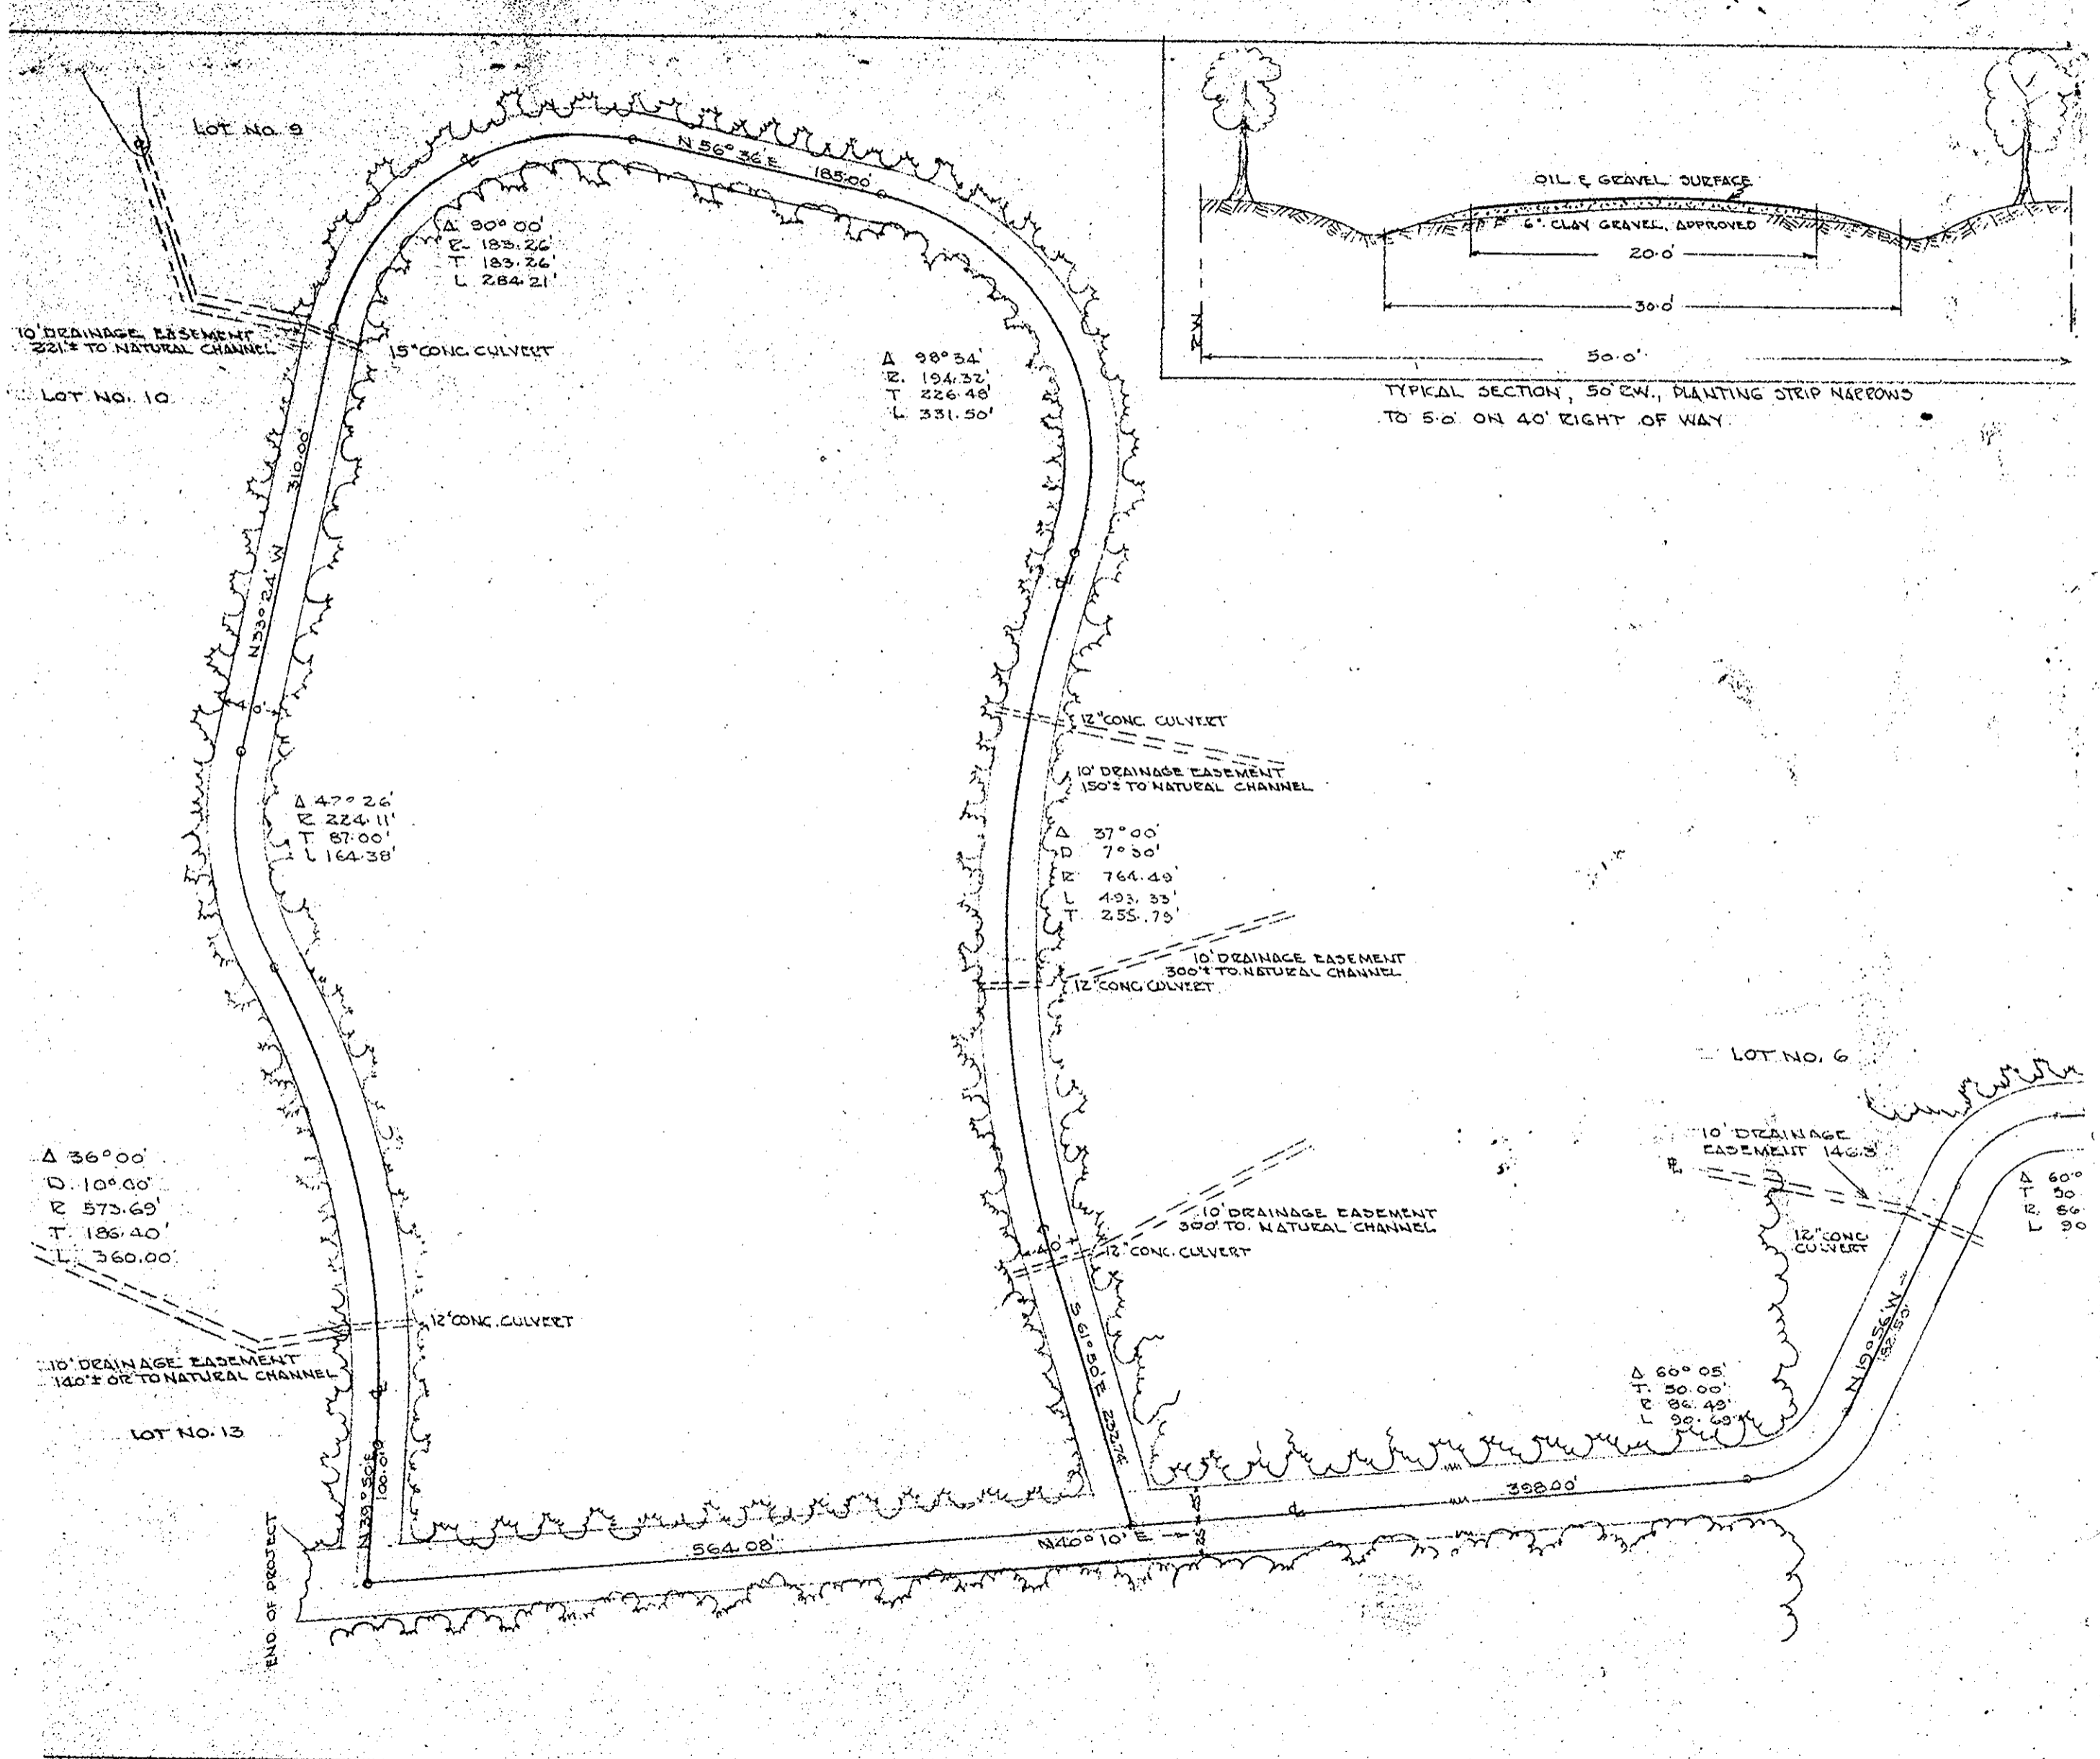 LOT NO. 9
N 56° 36' E 185.00'
Δ 90° 00'
R. 183.26'
T 183.26'
L 284.21'
10' DRAINAGE EASEMENT
221'± TO NATURAL CHANNEL
15" CONC. CULVERT
LOT NO. 10
310.00'
N33°24' W
40'
Δ 98° 34'
R. 194.32'
T 226.48'
L 331.50'
OIL & GRAVEL SURFACE
6" CLAY GRAVEL, APPROVED
20.0'
30.0'
R.W.
50.0'
TYPICAL SECTION, 50' R.W., PLANTING STRIP NARROWS
TO 5.0' ON 40' RIGHT OF WAY.
12" CONC. CULVERT
10' DRAINAGE EASEMENT
150'± TO NATURAL CHANNEL
Δ 47° 26'
R 224.11'
T 87.00'
L 164.38'
Δ 37° 00'
D 7° 30'
R 764.49'
L 493.33'
T. 255.79'
10' DRAINAGE EASEMENT
300'± TO NATURAL CHANNEL
12" CONC. CULVERT
LOT NO. 6
10' DRAINAGE
EASEMENT 146.3'
12" CONC
CULVERT
Δ 60°
T 50
R. 86
L 90
Δ 36° 00'
D. 10° 00'
R 573.69'
T. 186.40'
L 360.00'
10' DRAINAGE EASEMENT
300' TO NATURAL CHANNEL
40'
12" CONC. CULVERT
12" CONC. CULVERT
10' DRAINAGE EASEMENT
140'± OR TO NATURAL CHANNEL
LOT NO. 13
S 61° 50' E 232.76
N 19° 56' W
182.59'
Δ 60° 05'
T. 50.00'
R 86.49'
L 90.69'
N 39° 50' E
100.00
END OF PROJECT
564.08'
N40° 10' E
398.00'